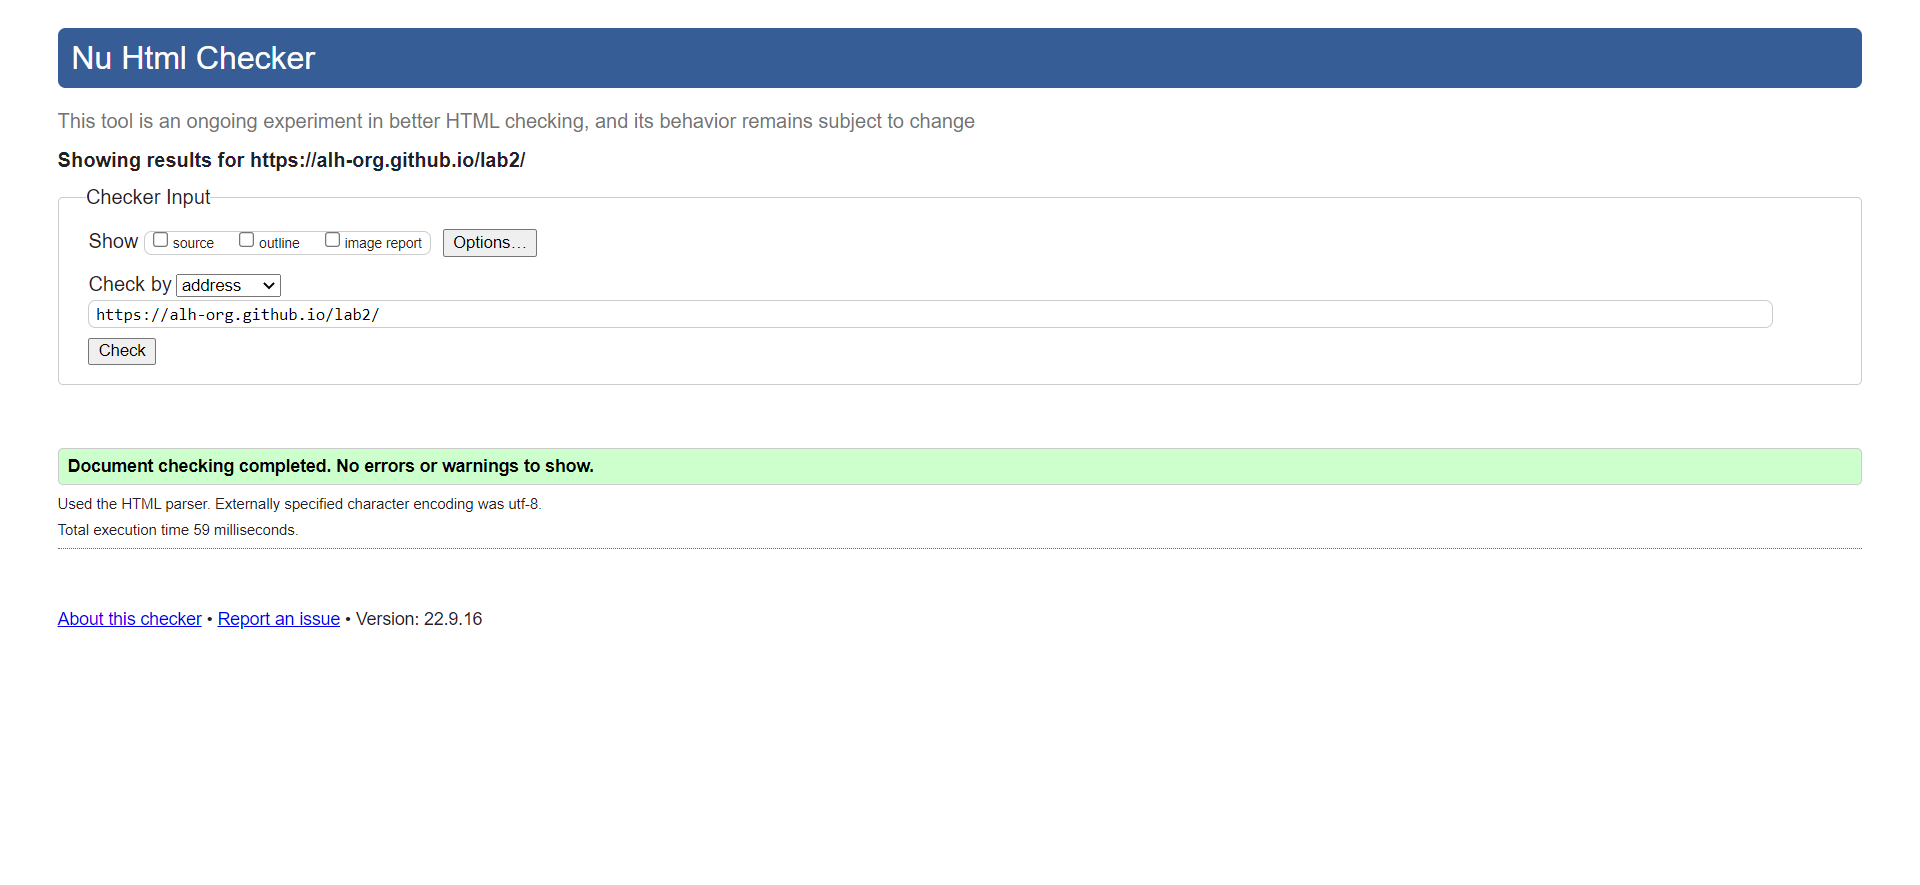 Nu Html Checker
This tool is an ongoing experiment in better HTML checking, and its behavior remains subject to change
Showing results for https://alh-org.github.io/lab2/
Checker Input
Show source outline image report Options…
Check by address
https://alh-org.github.io/lab2/
Check
Document checking completed. No errors or warnings to show.
Used the HTML parser. Externally specified character encoding was utf-8.
Total execution time 59 milliseconds.
About this checker • Report an issue • Version: 22.9.16